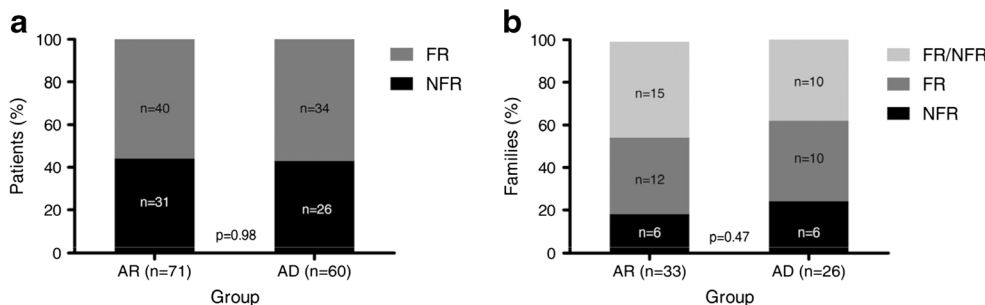 a
100
80
60
40
20
0
Patients (%)
n=40
n=31
n=34
n=26
p=0.98
AR (n=71)
AD (n=60)
Group
FR
NFR
b
100
80
60
40
20
0
Families (%)
n=15
n=12
n=6
n=10
n=10
n=6
p=0.47
AR (n=33)
AD (n=26)
Group
FR/NFR
FR
NFR